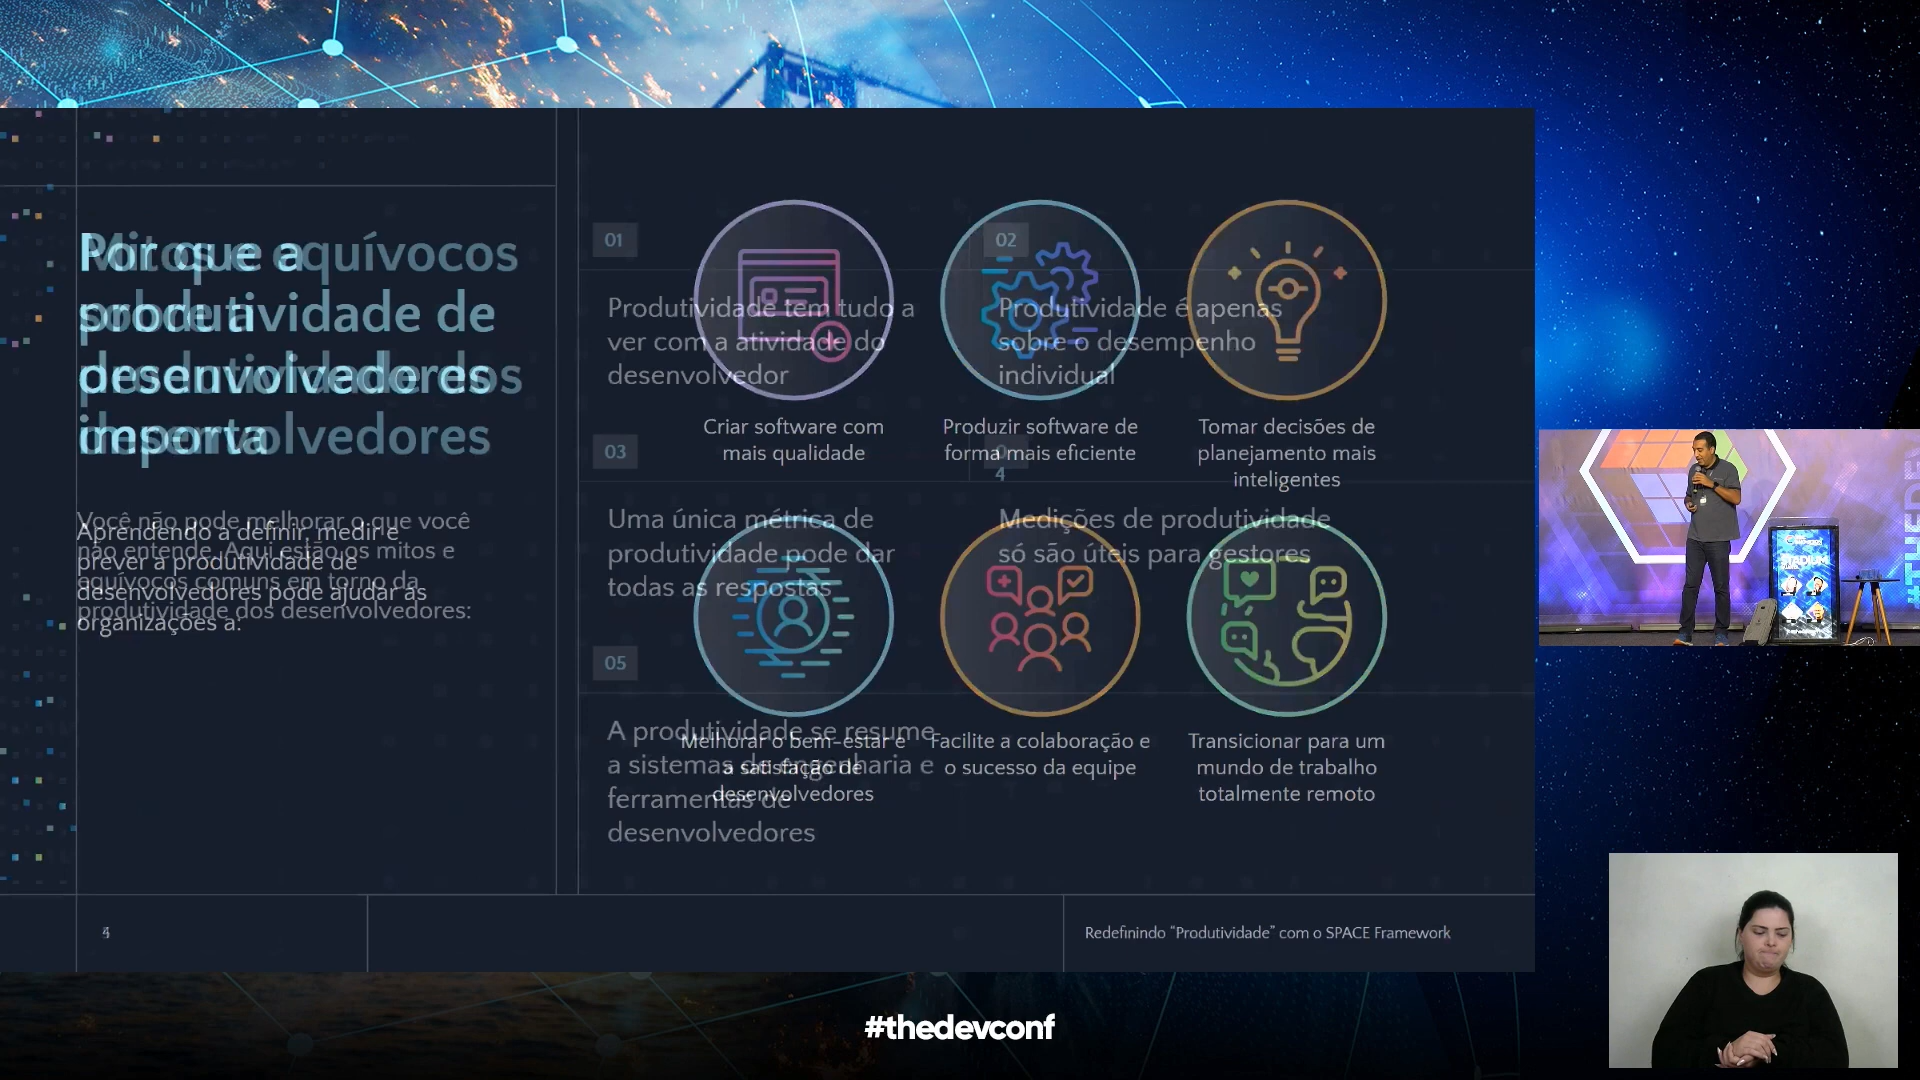 Por que a
produtividade de
desenvolvedores
importa
Mitos e equívocos
sobre a
desenvolvedores
Aprendendo a definir, medir e
prever a produtividade de
desenvolvedores pode ajudar as
organizações a:
Você não pode melhorar o que você
não entende. Aqui estão os mitos e
equívocos comuns em torno da
produtividade dos desenvolvedores:
01
Produtividade tem tudo a
ver com a atividade do
desenvolvedor
02
Produtividade é apenas
sobre o desempenho
individual
03
Uma única métrica de
produtividade pode dar
todas as respostas
0
4
Medições de produtividade
só são úteis para gestores
05
A produtividade se resume
a sistemas de engenharia e
ferramentas de
desenvolvedores
Criar software com
mais qualidade
Produzir software de
forma mais eficiente
Tomar decisões de
planejamento mais
inteligentes
Melhorar o bem-estar e
a satisfação de
desenvolvedores
Facilite a colaboração e
o sucesso da equipe
Transicionar para um
mundo de trabalho
totalmente remoto
Redefinindo “Produtividade” com o SPACE Framework
#thedevconf
STADIUM